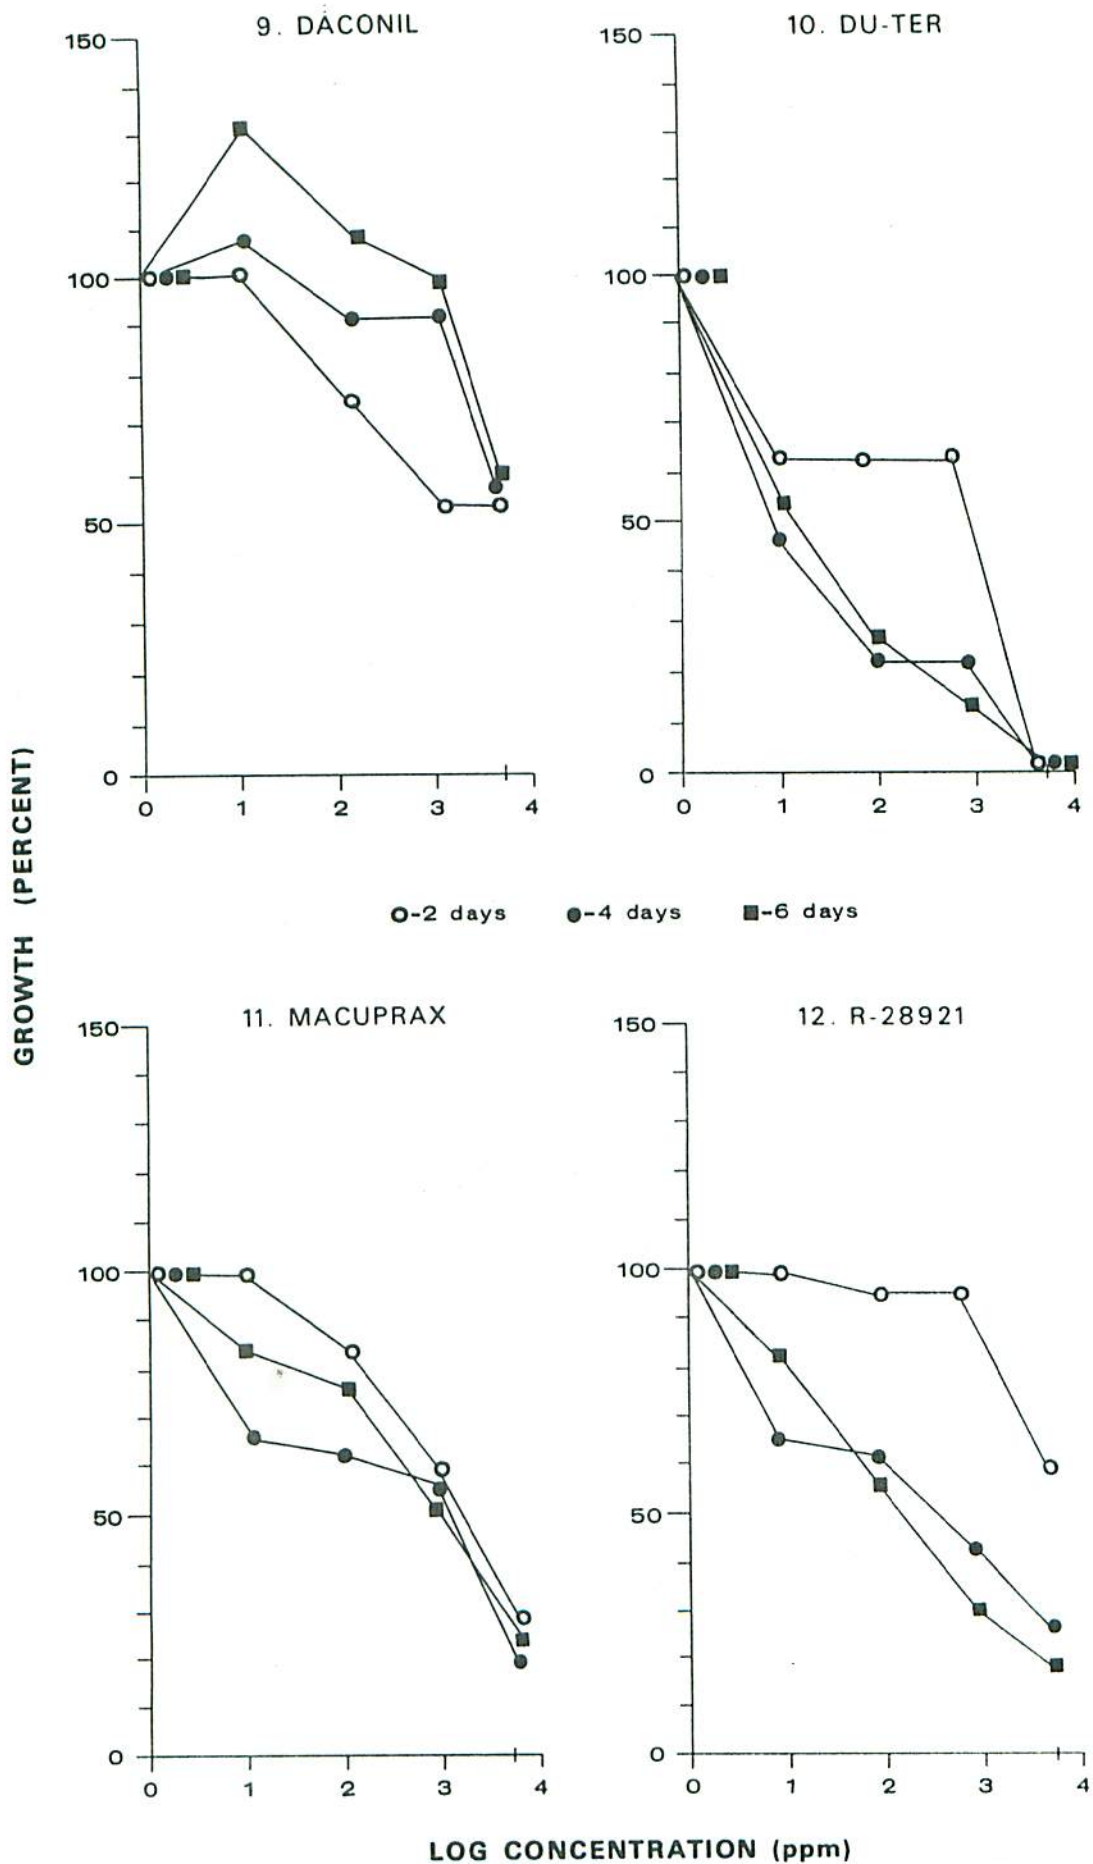 9. DACONIL
150
100
50
0
0 1 2 3 4
10. DU-TER
150
100
50
0
0 1 2 3 4
GROWTH (PERCENT)
-2 days -4 days -6 days
11. MACUPRAX
150
100
50
0
0 1 2 3 4
12. R-28921
150
100
50
0
0 1 2 3 4
LOG CONCENTRATION (ppm)